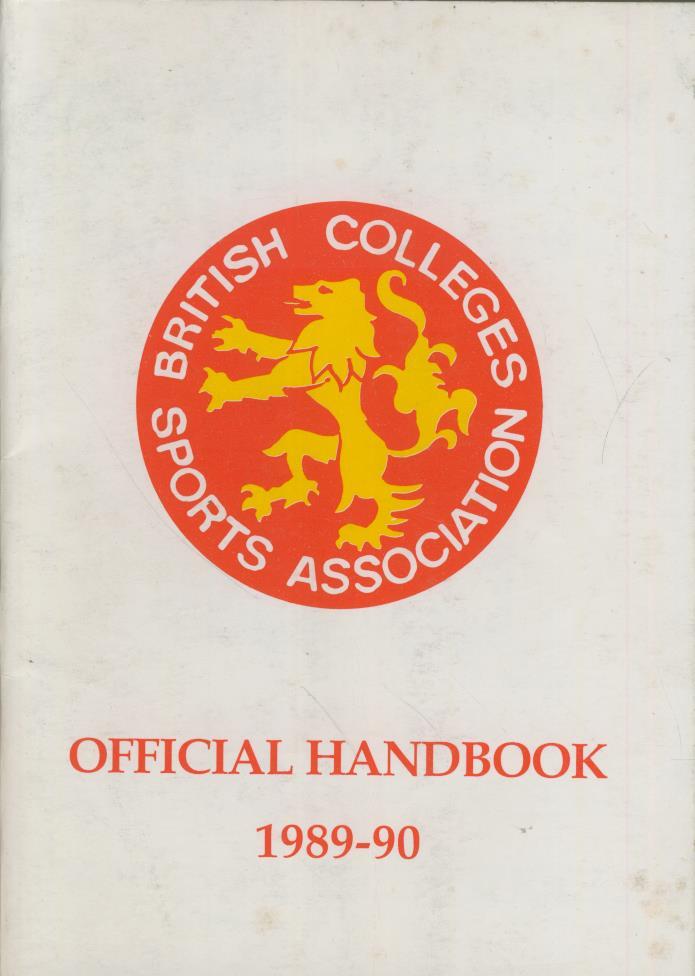 BRITISH COLLEGES
SPORTS ASSOCIATION
OFFICIAL HANDBOOK
1989-90